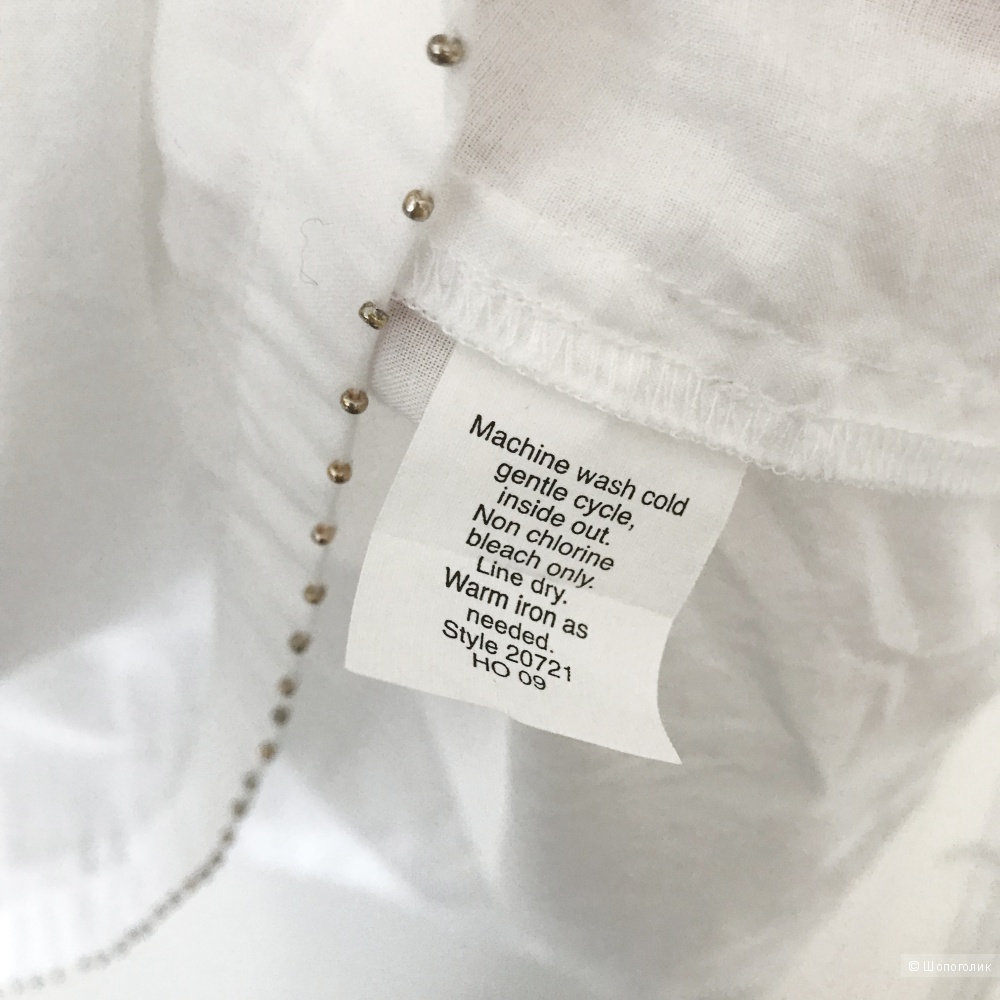 Machine wash cold
gentle cycle,
inside out.
Non chlorine
bleach only.
Line dry.
Warm iron as
needed.
Style 20721
HO 09
© Шопоголик